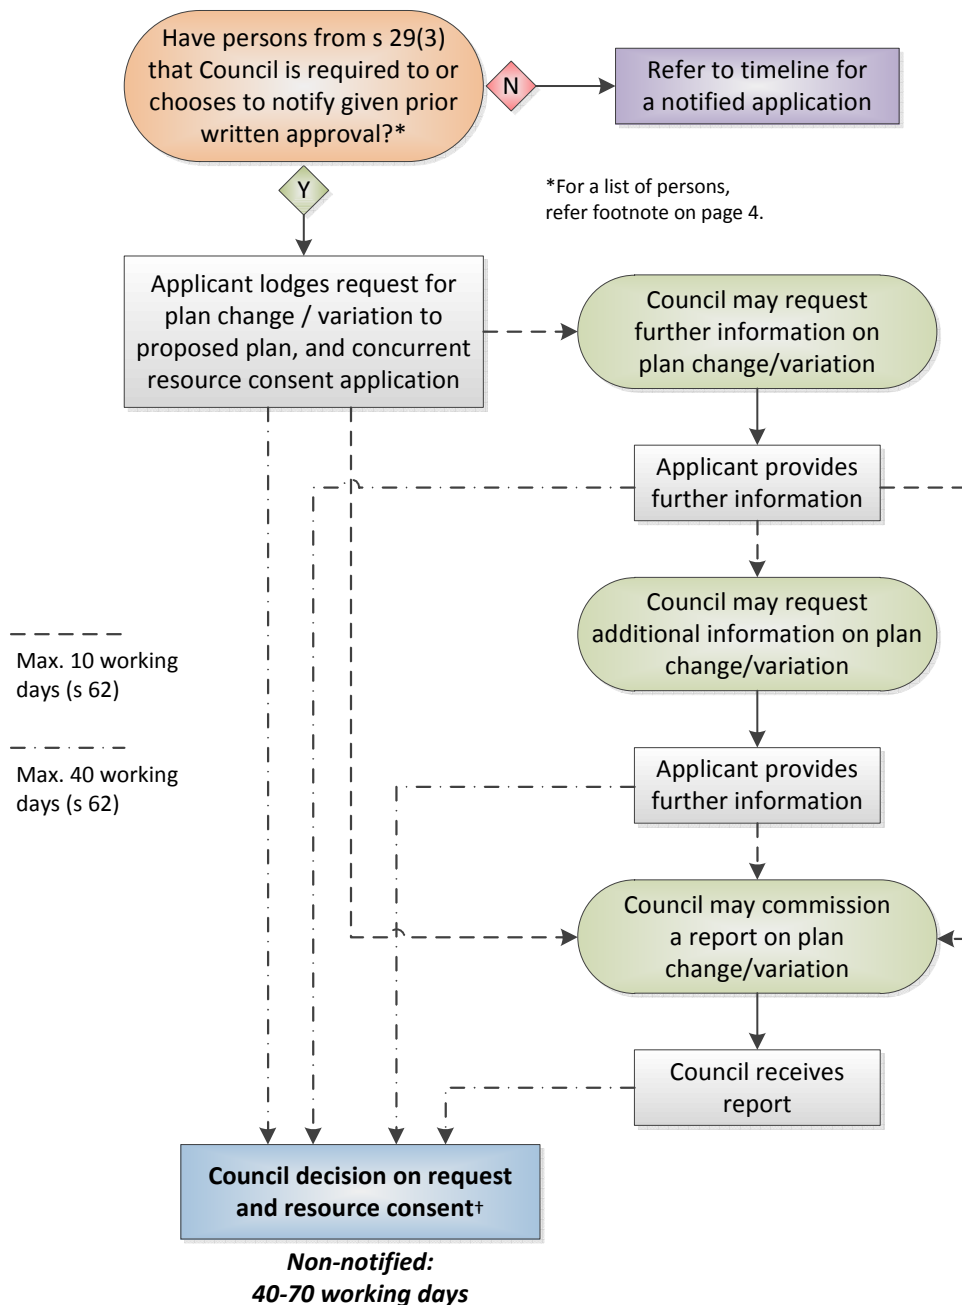 Have persons from s 29(3)
that Council is required to or
chooses to notify given prior
written approval?*
N
Refer to timeline for
a notified application
Y
*For a list of persons,
refer footnote on page 4.
Applicant lodges request for
plan change / variation to
proposed plan, and concurrent
resource consent application
Council may request
further information on
plan change/variation
Applicant provides
further information
Council may request
additional information on plan
change/variation
Max. 10 working
days (s 62)
Max. 40 working
days (s 62)
Applicant provides
further information
Council may commission
a report on plan
change/variation
Council receives
report
Council decision on request
and resource consent†
Non-notified:
40-70 working days